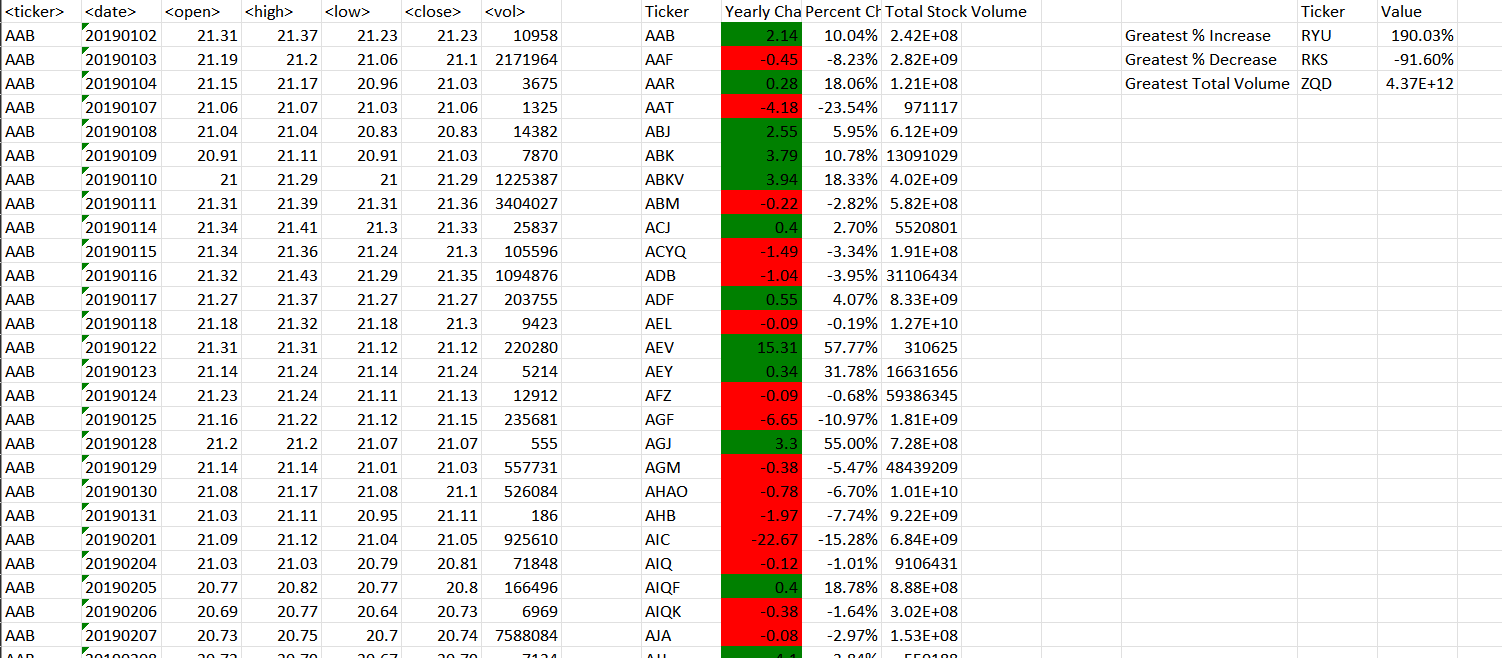 <ticker> <date> <open> <high> <low> <close> <vol> Ticker Yearly Cha Percent Ch Total Stock Volume Ticker Value
AAB 20190102 21.31 21.37 21.23 21.23 10958 AAB 2.14 10.04% 2.42E+08 Greatest % Increase RYU 190.03%
AAB 20190103 21.19 21.2 21.06 21.1 2171964 AAF -0.45 -8.23% 2.82E+09 Greatest % Decrease RKS -91.60%
AAB 20190104 21.15 21.17 20.96 21.03 3675 AAR 0.28 18.06% 1.21E+08 Greatest Total Volume ZQD 4.37E+12
AAB 20190107 21.06 21.07 21.03 21.06 1325 AAT -4.18 -23.54% 971117
AAB 20190108 21.04 21.04 20.83 20.83 14382 ABJ 2.55 5.95% 6.12E+09
AAB 20190109 20.91 21.11 20.91 21.03 7870 ABK 3.79 10.78% 13091029
AAB 20190110 21 21.29 21 21.29 1225387 ABKV 3.94 18.33% 4.02E+09
AAB 20190111 21.31 21.39 21.31 21.36 3404027 ABM -0.22 -2.82% 5.82E+08
AAB 20190114 21.34 21.41 21.3 21.33 25837 ACJ 0.4 2.70% 5520801
AAB 20190115 21.34 21.36 21.24 21.3 105596 ACYQ -1.49 -3.34% 1.91E+08
AAB 20190116 21.32 21.43 21.29 21.35 1094876 ADB -1.04 -3.95% 31106434
AAB 20190117 21.27 21.37 21.27 21.27 203755 ADF 0.55 4.07% 8.33E+09
AAB 20190118 21.18 21.32 21.18 21.3 9423 AEL -0.09 -0.19% 1.27E+10
AAB 20190122 21.31 21.31 21.12 21.12 220280 AEV 15.31 57.77% 310625
AAB 20190123 21.14 21.24 21.14 21.24 5214 AEY 0.34 31.78% 16631656
AAB 20190124 21.23 21.24 21.11 21.13 12912 AFZ -0.09 -0.68% 59386345
AAB 20190125 21.16 21.22 21.12 21.15 235681 AGF -6.65 -10.97% 1.81E+09
AAB 20190128 21.2 21.2 21.07 21.07 555 AGJ 3.3 55.00% 7.28E+08
AAB 20190129 21.14 21.14 21.01 21.03 557731 AGM -0.38 -5.47% 48439209
AAB 20190130 21.08 21.17 21.08 21.1 526084 AHAO -0.78 -6.70% 1.01E+10
AAB 20190131 21.03 21.11 20.95 21.11 186 AHB -1.97 -7.74% 9.22E+09
AAB 20190201 21.09 21.12 21.04 21.05 925610 AIC -22.67 -15.28% 6.84E+09
AAB 20190204 21.03 21.03 20.79 20.81 71848 AIQ -0.12 -1.01% 9106431
AAB 20190205 20.77 20.82 20.77 20.8 166496 AIQF 0.4 18.78% 8.88E+08
AAB 20190206 20.69 20.77 20.64 20.73 6969 AIQK -0.38 -1.64% 3.02E+08
AAB 20190207 20.73 20.75 20.7 20.74 7588084 AJA -0.08 -2.97% 1.53E+08